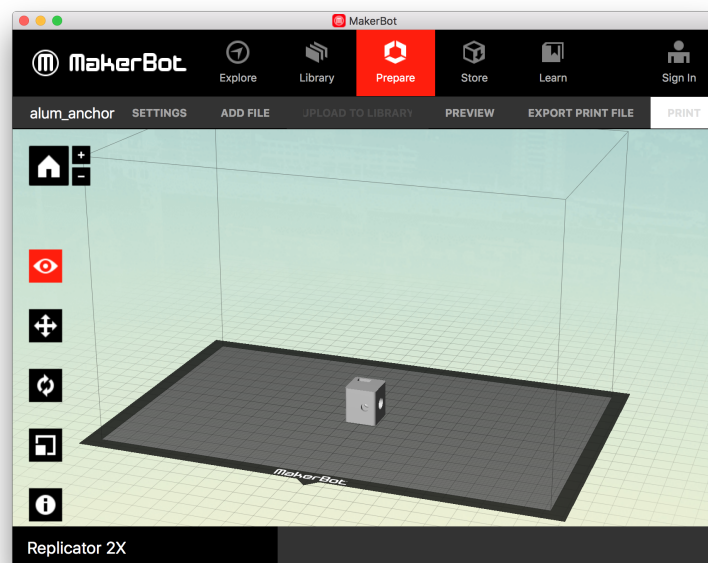 MakerBot
MakerBot
Explore
Library
Prepare
Store
Learn
Sign In
alum_anchor
SETTINGS
ADD FILE
UPLOAD TO LIBRARY
PREVIEW
EXPORT PRINT FILE
PRINT
+
−
MakerBot
Replicator 2X